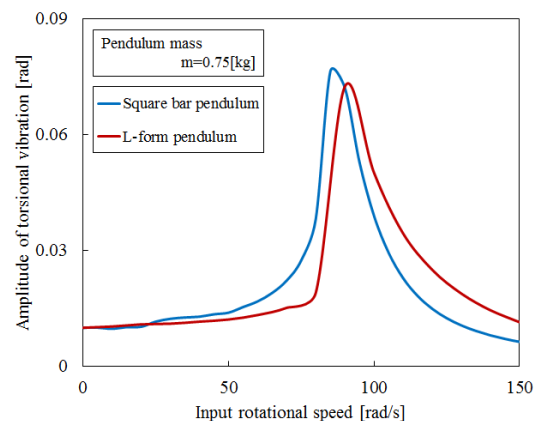 0.09
Pendulum mass
m=0.75[kg]
Square bar pendulum
L-form pendulum
0.06
0.03
0
Amplitude of torsional vibration [rad]
0
50
100
150
Input rotational speed [rad/s]